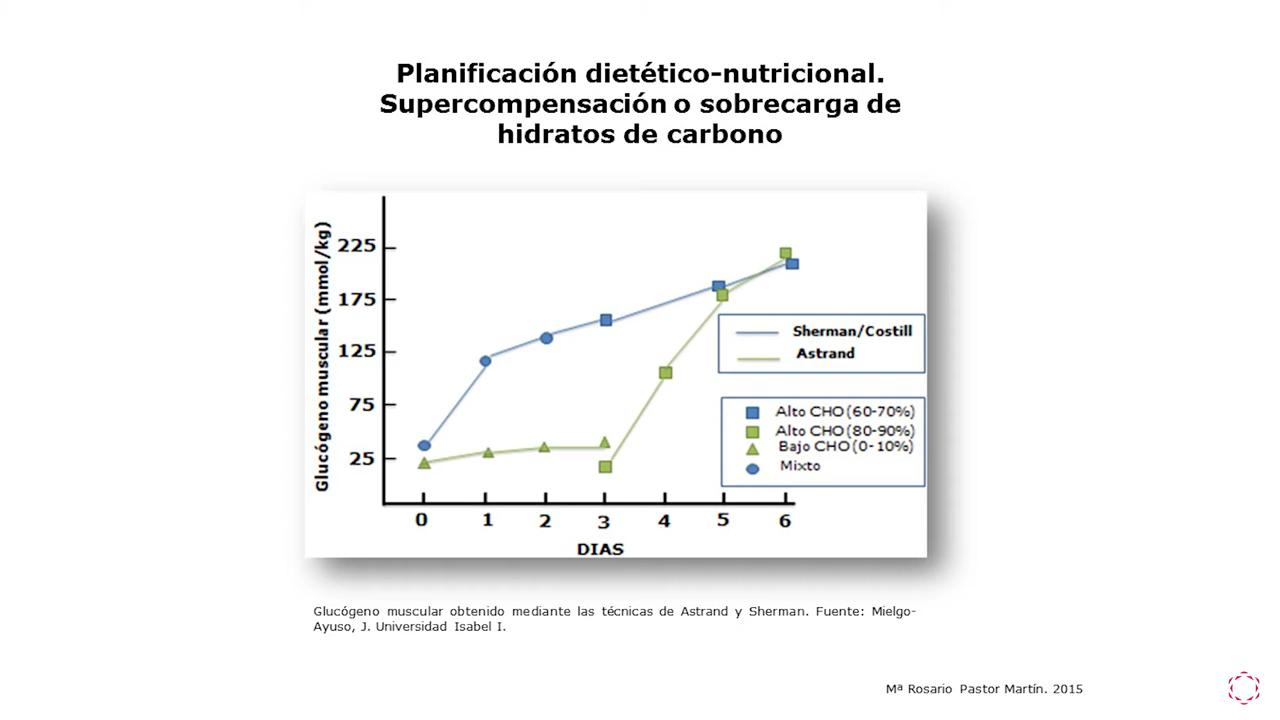 Planificación dietético-nutricional.
Supercompensación o sobrecarga de
hidratos de carbono
Glucógeno muscular (mmol/kg)
225
175
125
75
25
0 1 2 3 4 5 6
DIAS
Sherman/Costill
Astrand
Alto CHO (60-70%)
Alto CHO (80-90%)
Bajo CHO (0-10%)
Mixto
Glucógeno muscular obtenido mediante las técnicas de Astrand y Sherman. Fuente: Mielgo-
Ayuso, J. Universidad Isabel I.
Mª Rosario Pastor Martín. 2015